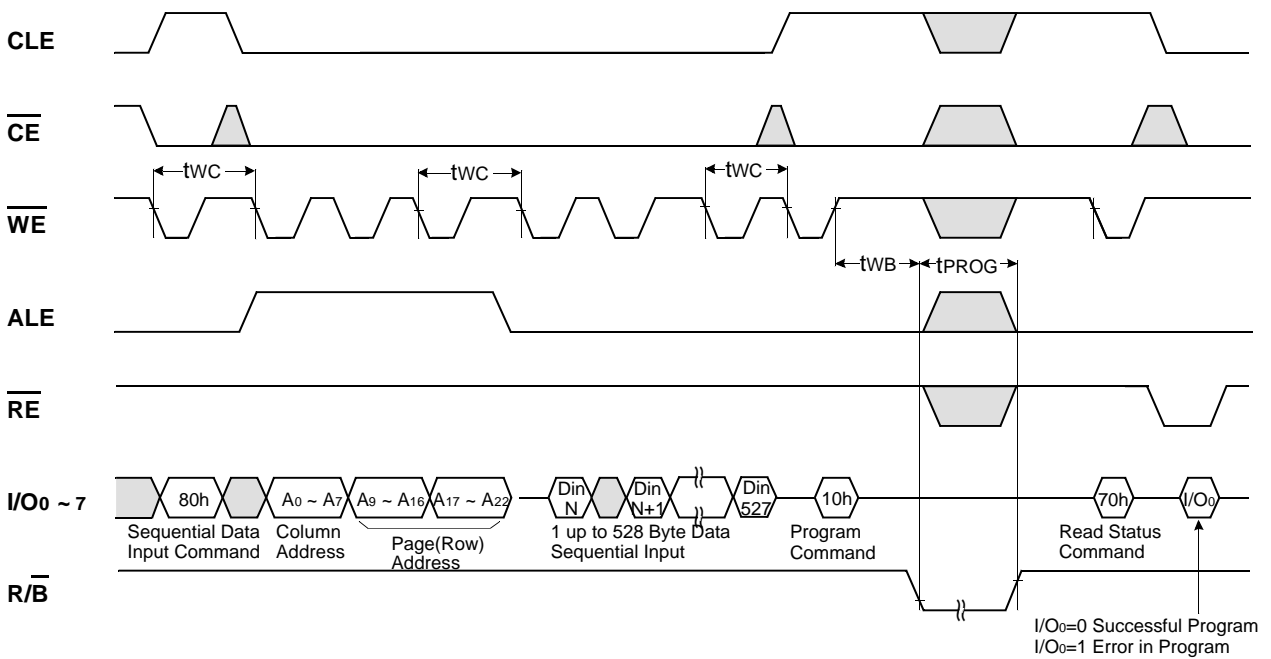 CLE
CE
tWC
tWC
tWC
WE
tWB
tPROG
ALE
RE
I/O0 ~ 7
80h
A0 ~ A7
A9 ~ A16
A17 ~ A22
Din
N
Din
N+1
Din
527
10h
70h
I/O0
Sequential Data
Input Command
Column
Address
Page(Row)
Address
1 up to 528 Byte Data
Sequential Input
Program
Command
Read Status
Command
R/B
I/O0=0 Successful Program
I/O0=1 Error in Program